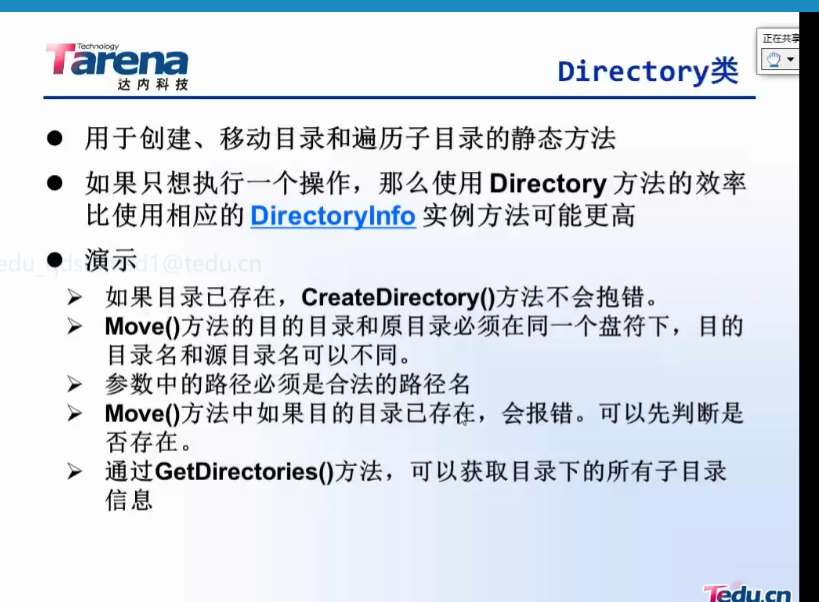 Technology
Tarena
达内科技
Directory类
正在共享
● 用于创建、移动目录和遍历子目录的静态方法
● 如果只想执行一个操作，那么使用 Directory 方法的效率
比使用相应的 DirectoryInfo 实例方法可能更高
● 演示
➢ 如果目录已存在，CreateDirectory()方法不会抱错。
➢ Move()方法的目的目录和原目录必须在同一个盘符下，目的
目录名和源目录名可以不同。
➢ 参数中的路径必须是合法的路径名
➢ Move()方法中如果目的目录已存在，会报错。可以先判断是
否存在。
➢ 通过GetDirectories()方法，可以获取目录下的所有子目录
信息
Tedu.cn